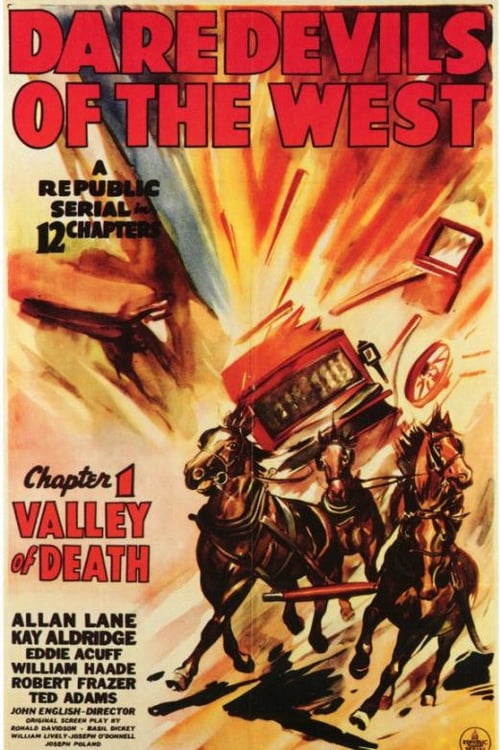 DAREDEVILS
OF THE WEST
A
REPUBLIC
SERIAL in
12 CHAPTERS
Chapter 1
VALLEY
of DEATH
ALLAN LANE
KAY ALDRIDGE
EDDIE ACUFF
WILLIAM HAADE
ROBERT FRAZER
TED ADAMS
JOHN ENGLISH-DIRECTOR
ORIGINAL SCREEN PLAY BY
RONALD DAVIDSON - BASIL DICKEY
WILLIAM LIVELY-JOSEPH O'DONNELL
JOSEPH POLAND
REPUBLIC